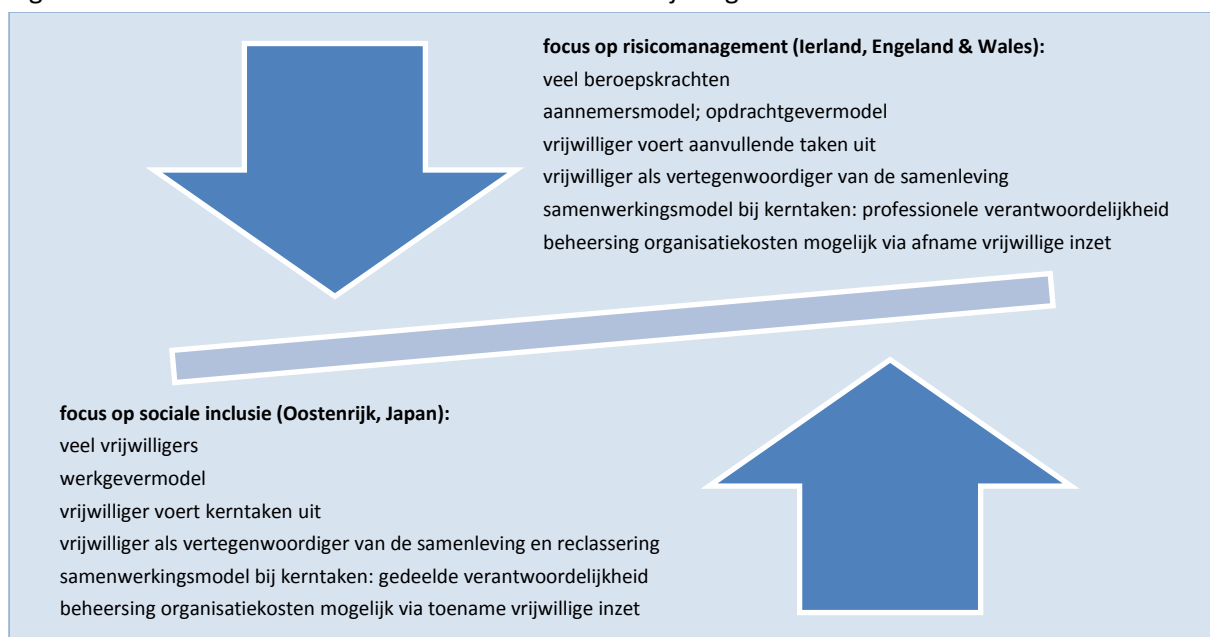 focus op risicomanagement (Ierland, Engeland & Wales):
veel beroepskrachten
aannemersmodel; opdrachtgevermodel
vrijwilliger voert aanvullende taken uit
vrijwilliger als vertegenwoordiger van de samenleving
samenwerkingsmodel bij kerntaken: professionele verantwoordelijkheid
beheersing organisatiekosten mogelijk via afname vrijwillige inzet
focus op sociale inclusie (Oostenrijk, Japan):
veel vrijwilligers
werkgevermodel
vrijwilliger voert kerntaken uit
vrijwilliger als vertegenwoordiger van de samenleving en reclassering
samenwerkingsmodel bij kerntaken: gedeelde verantwoordelijkheid
beheersing organisatiekosten mogelijk via toename vrijwillige inzet